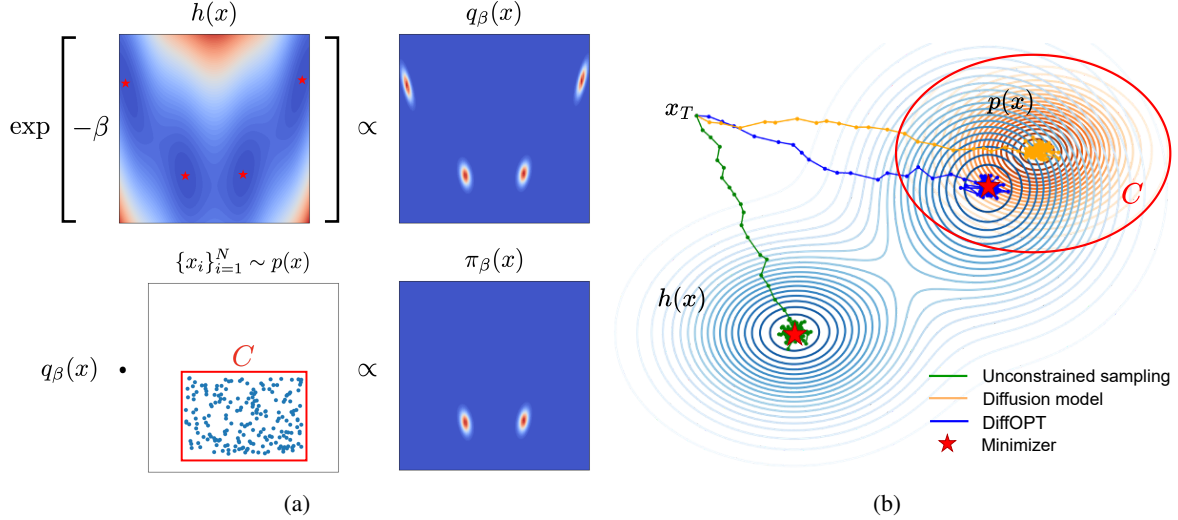 h(x)
q_β(x)
exp [ −β ] ∝
{x_i}_{i=1}^N ∼ p(x)
π_β(x)
C
q_β(x) • ∝
(a)
x_T
p(x)
C
h(x)
Unconstrained sampling
Diffusion model
DiffOPT
Minimizer
(b)